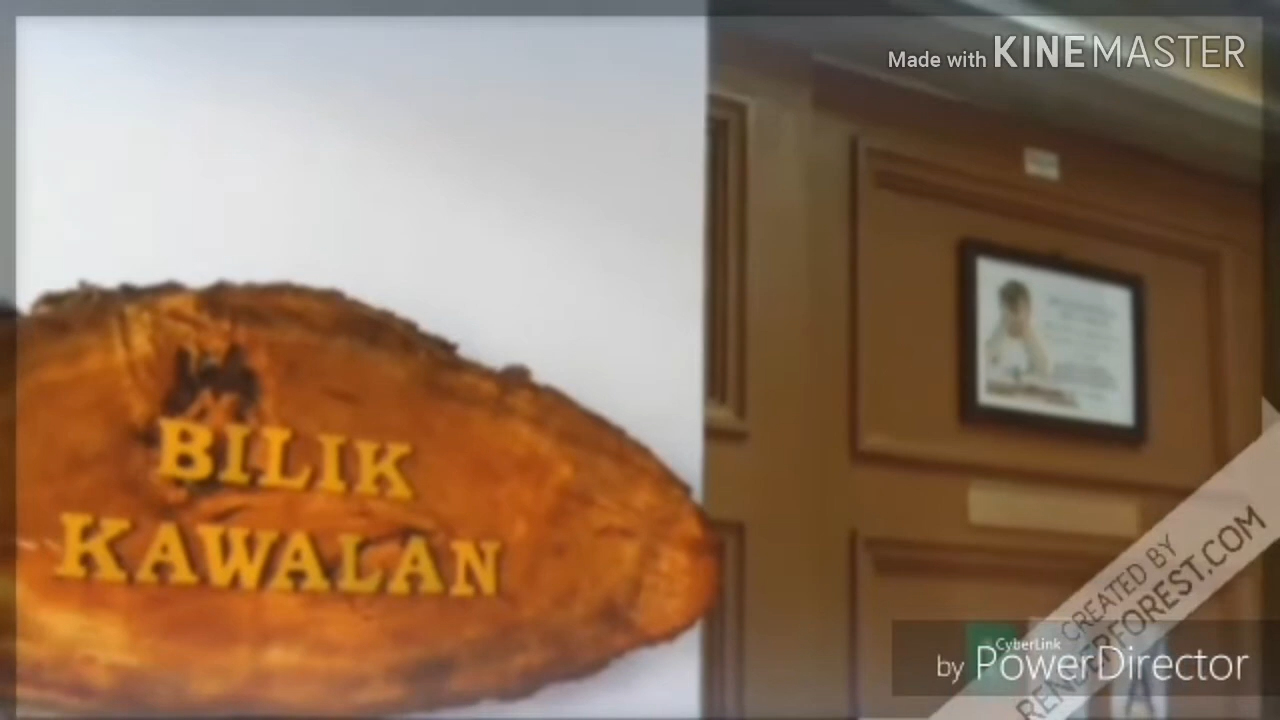 Made with KINEMASTER
BILIK
KAWALAN
CREATED BY
RENDERFOREST.COM
CyberLink
by PowerDirector